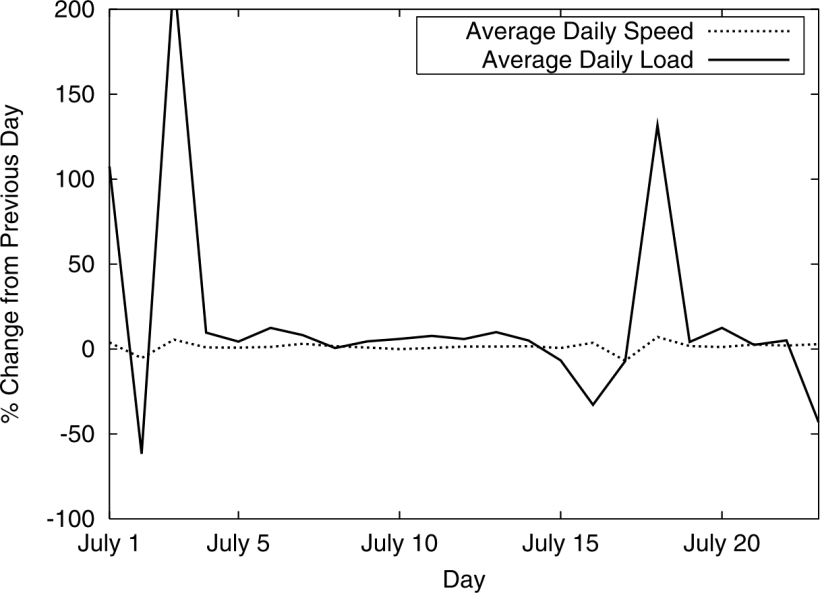 200
150
100
50
0
-50
-100
% Change from Previous Day
Average Daily Speed
Average Daily Load
July 1 July 5 July 10 July 15 July 20
Day